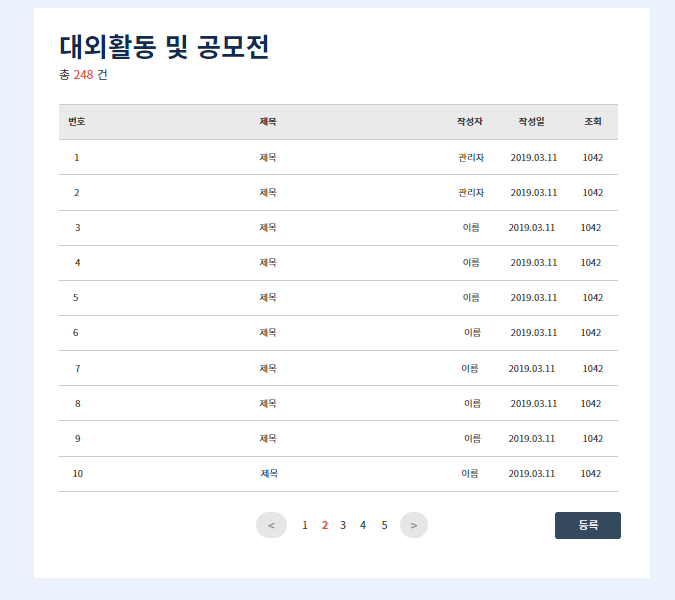 대외활동 및 공모전
총 248 건
번호 제목 작성자 작성일 조회
1 제목 관리자 2019.03.11 1042
2 제목 관리자 2019.03.11 1042
3 제목 이름 2019.03.11 1042
4 제목 이름 2019.03.11 1042
5 제목 이름 2019.03.11 1042
6 제목 이름 2019.03.11 1042
7 제목 이름 2019.03.11 1042
8 제목 이름 2019.03.11 1042
9 제목 이름 2019.03.11 1042
10 제목 이름 2019.03.11 1042
< 1 2 3 4 5 > 등록